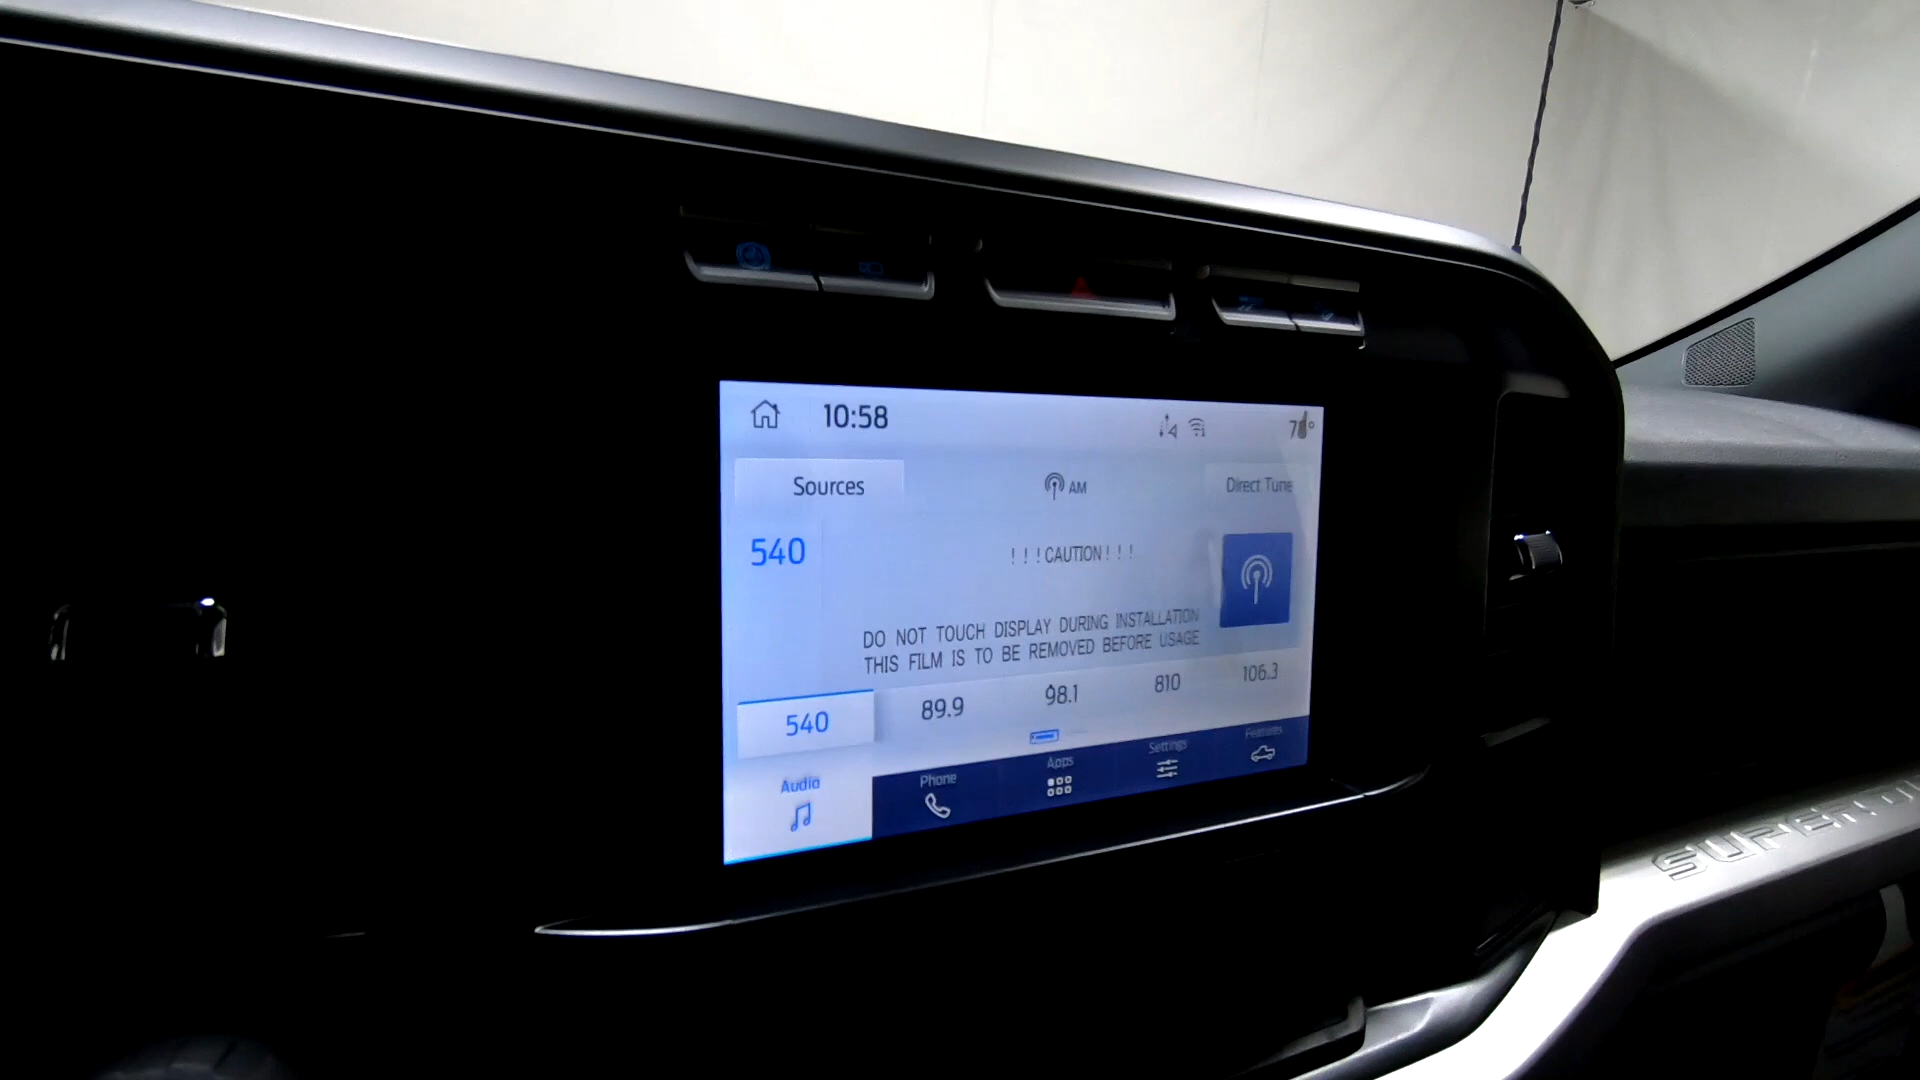 10:58
Sources
AM
Direct Tune
540
! ! ! CAUTION ! ! !
DO NOT TOUCH DISPLAY DURING INSTALLATION
THIS FILM IS TO BE REMOVED BEFORE USAGE
540
89.9
98.1
810
106.3
Audio
Phone
Apps
Settings
Features